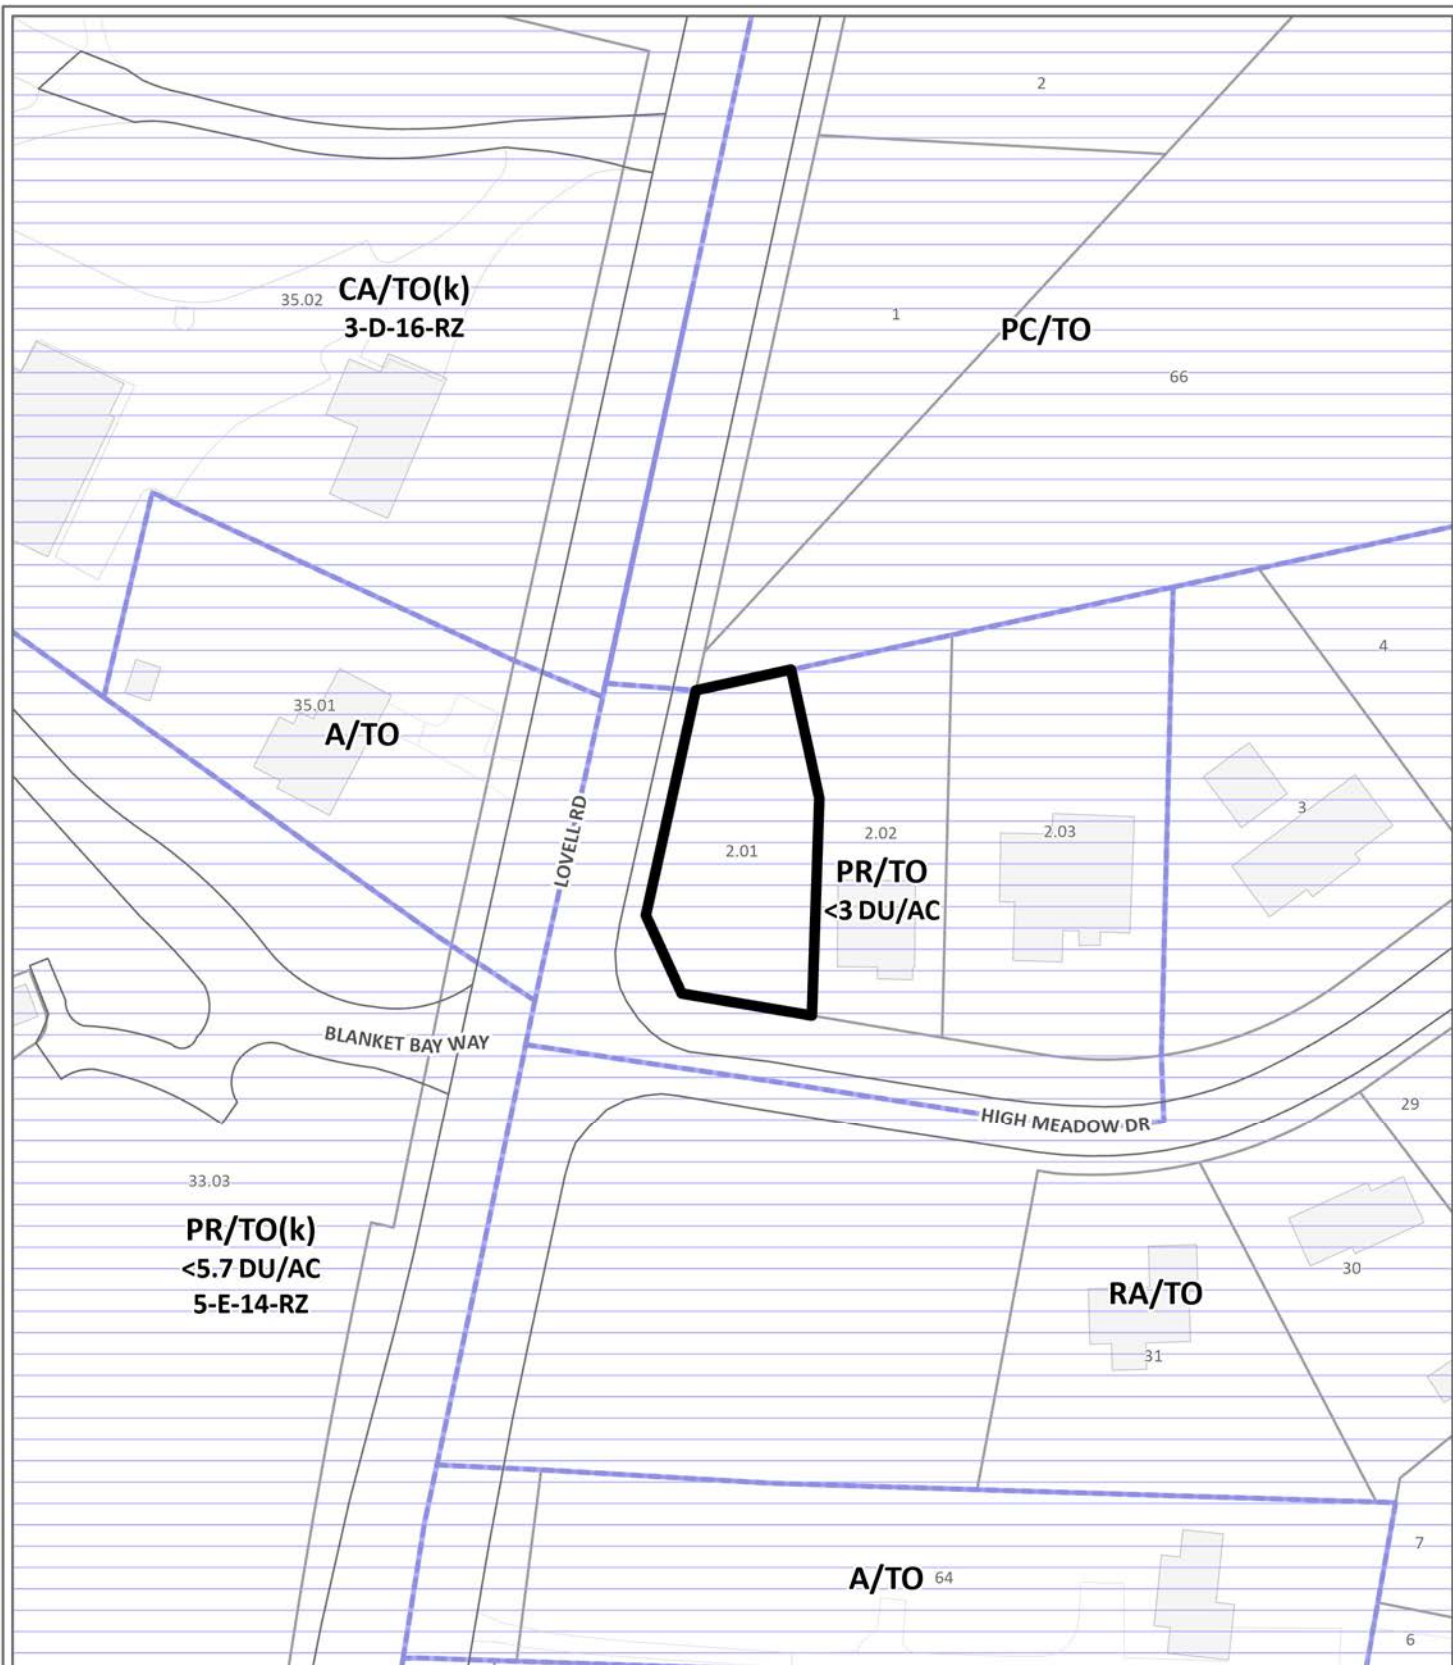 2
CA/TO(k)
35.02
3-D-16-RZ
1
PC/TO
66
4
35.01
A/TO
LOVELL RD
2.01
2.02
2.03
3
PR/TO
<3 DU/AC
BLANKET BAY WAY
HIGH MEADOW DR
29
33.03
PR/TO(k)
<5.7 DU/AC
5-E-14-RZ
30
RA/TO
31
7
A/TO
64
6